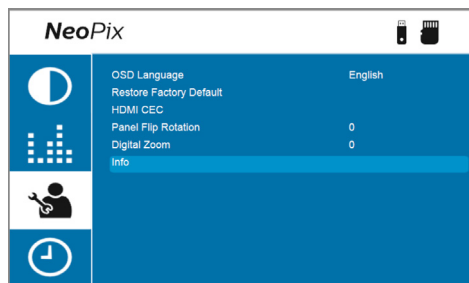 NeoPix
OSD Language English
Restore Factory Default
HDMI CEC
Panel Flip Rotation 0
Digital Zoom 0
Info